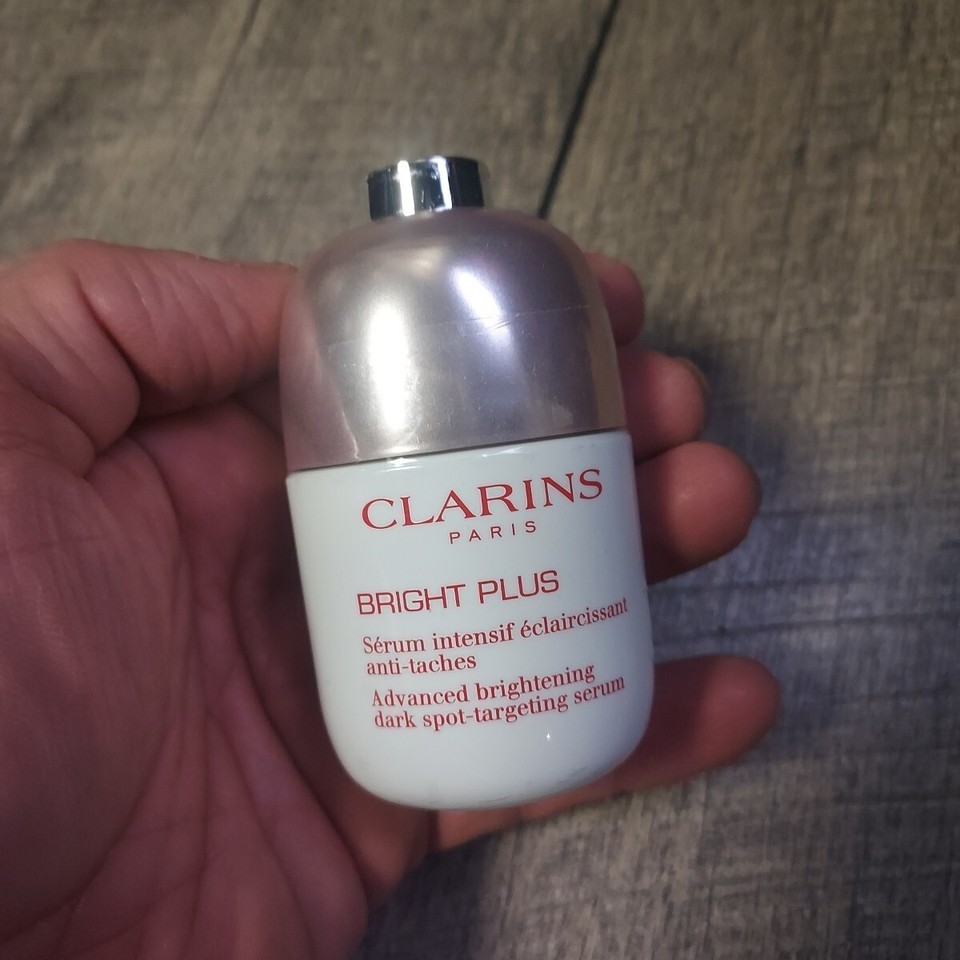 CLARINS
PARIS
BRIGHT PLUS
Sérum intensif éclaircissant
anti-taches
Advanced brightening
dark spot-targeting serum